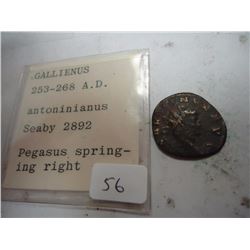 GALLIENUS
253-268 A.D.
antoninianus
Seaby 2892
Pegasus spring-
ing right
56